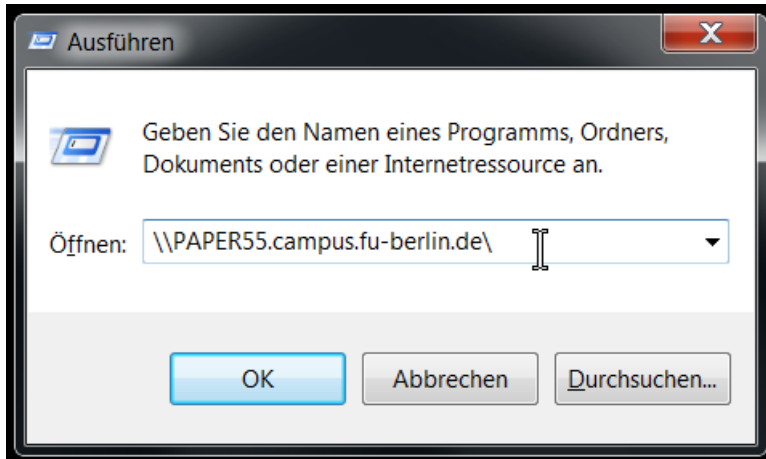 Ausführen
X
Geben Sie den Namen eines Programms, Ordners,
Dokuments oder einer Internetressource an.
Öffnen: \\PAPER55.campus.fu-berlin.de\
OK Abbrechen Durchsuchen...